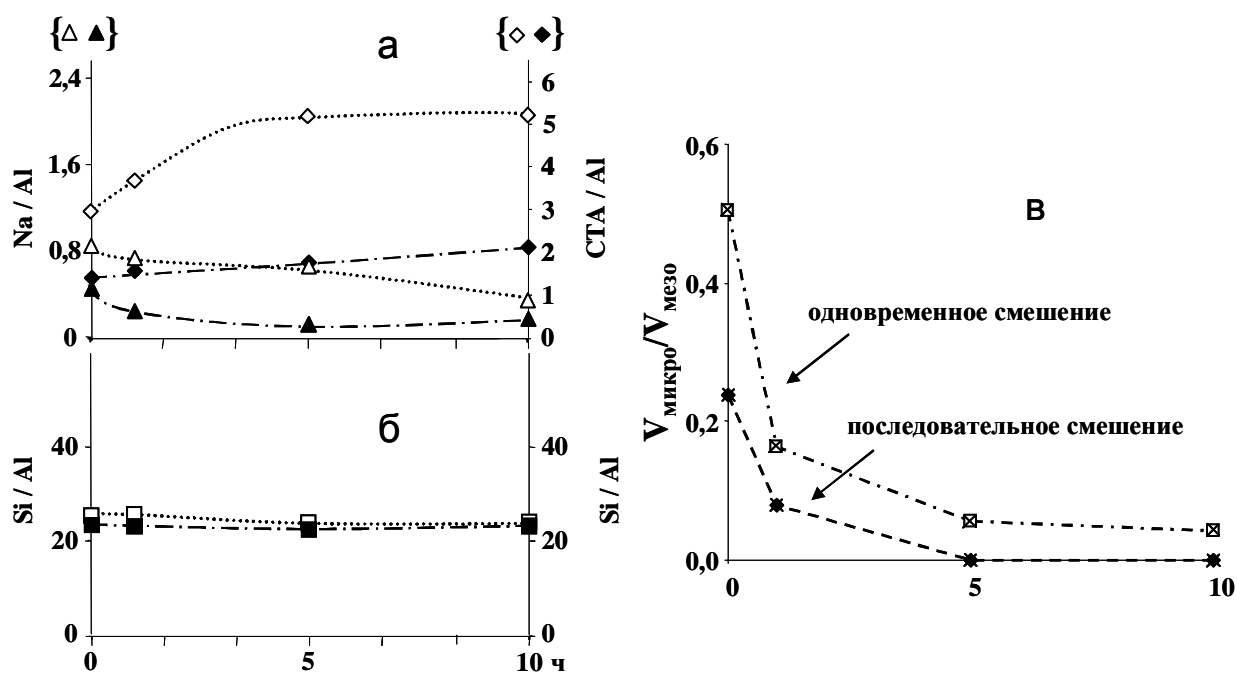 {△ ▲}
а
{◇ ◆}
2,4
1,6
0,8
0
Na / Al
6
5
4
3
2
1
0
CTA / Al
б
40
20
0
Si / Al
40
20
0
Si / Al
0
5
10 ч
в
0,6
0,4
0,2
0,0
Vмикро/Vмезо
одновременное смешение
последовательное смешение
0
5
10